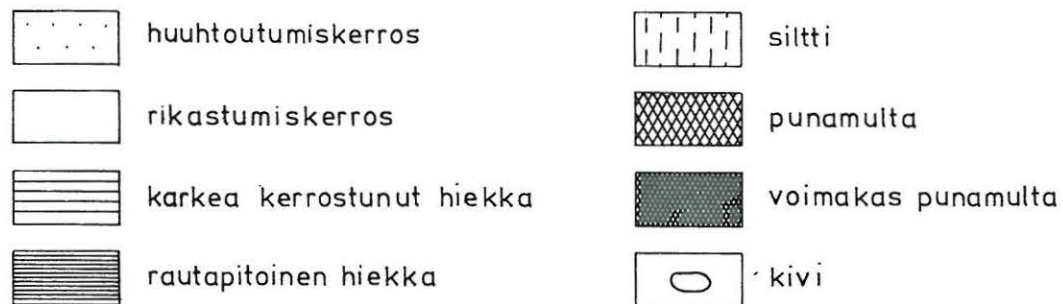 huuhtoutumiskerros
rikastumiskerros
karkea kerrostunut hiekka
rautapitoinen hiekka
siltti
punamulta
voimakas punamulta
kivi